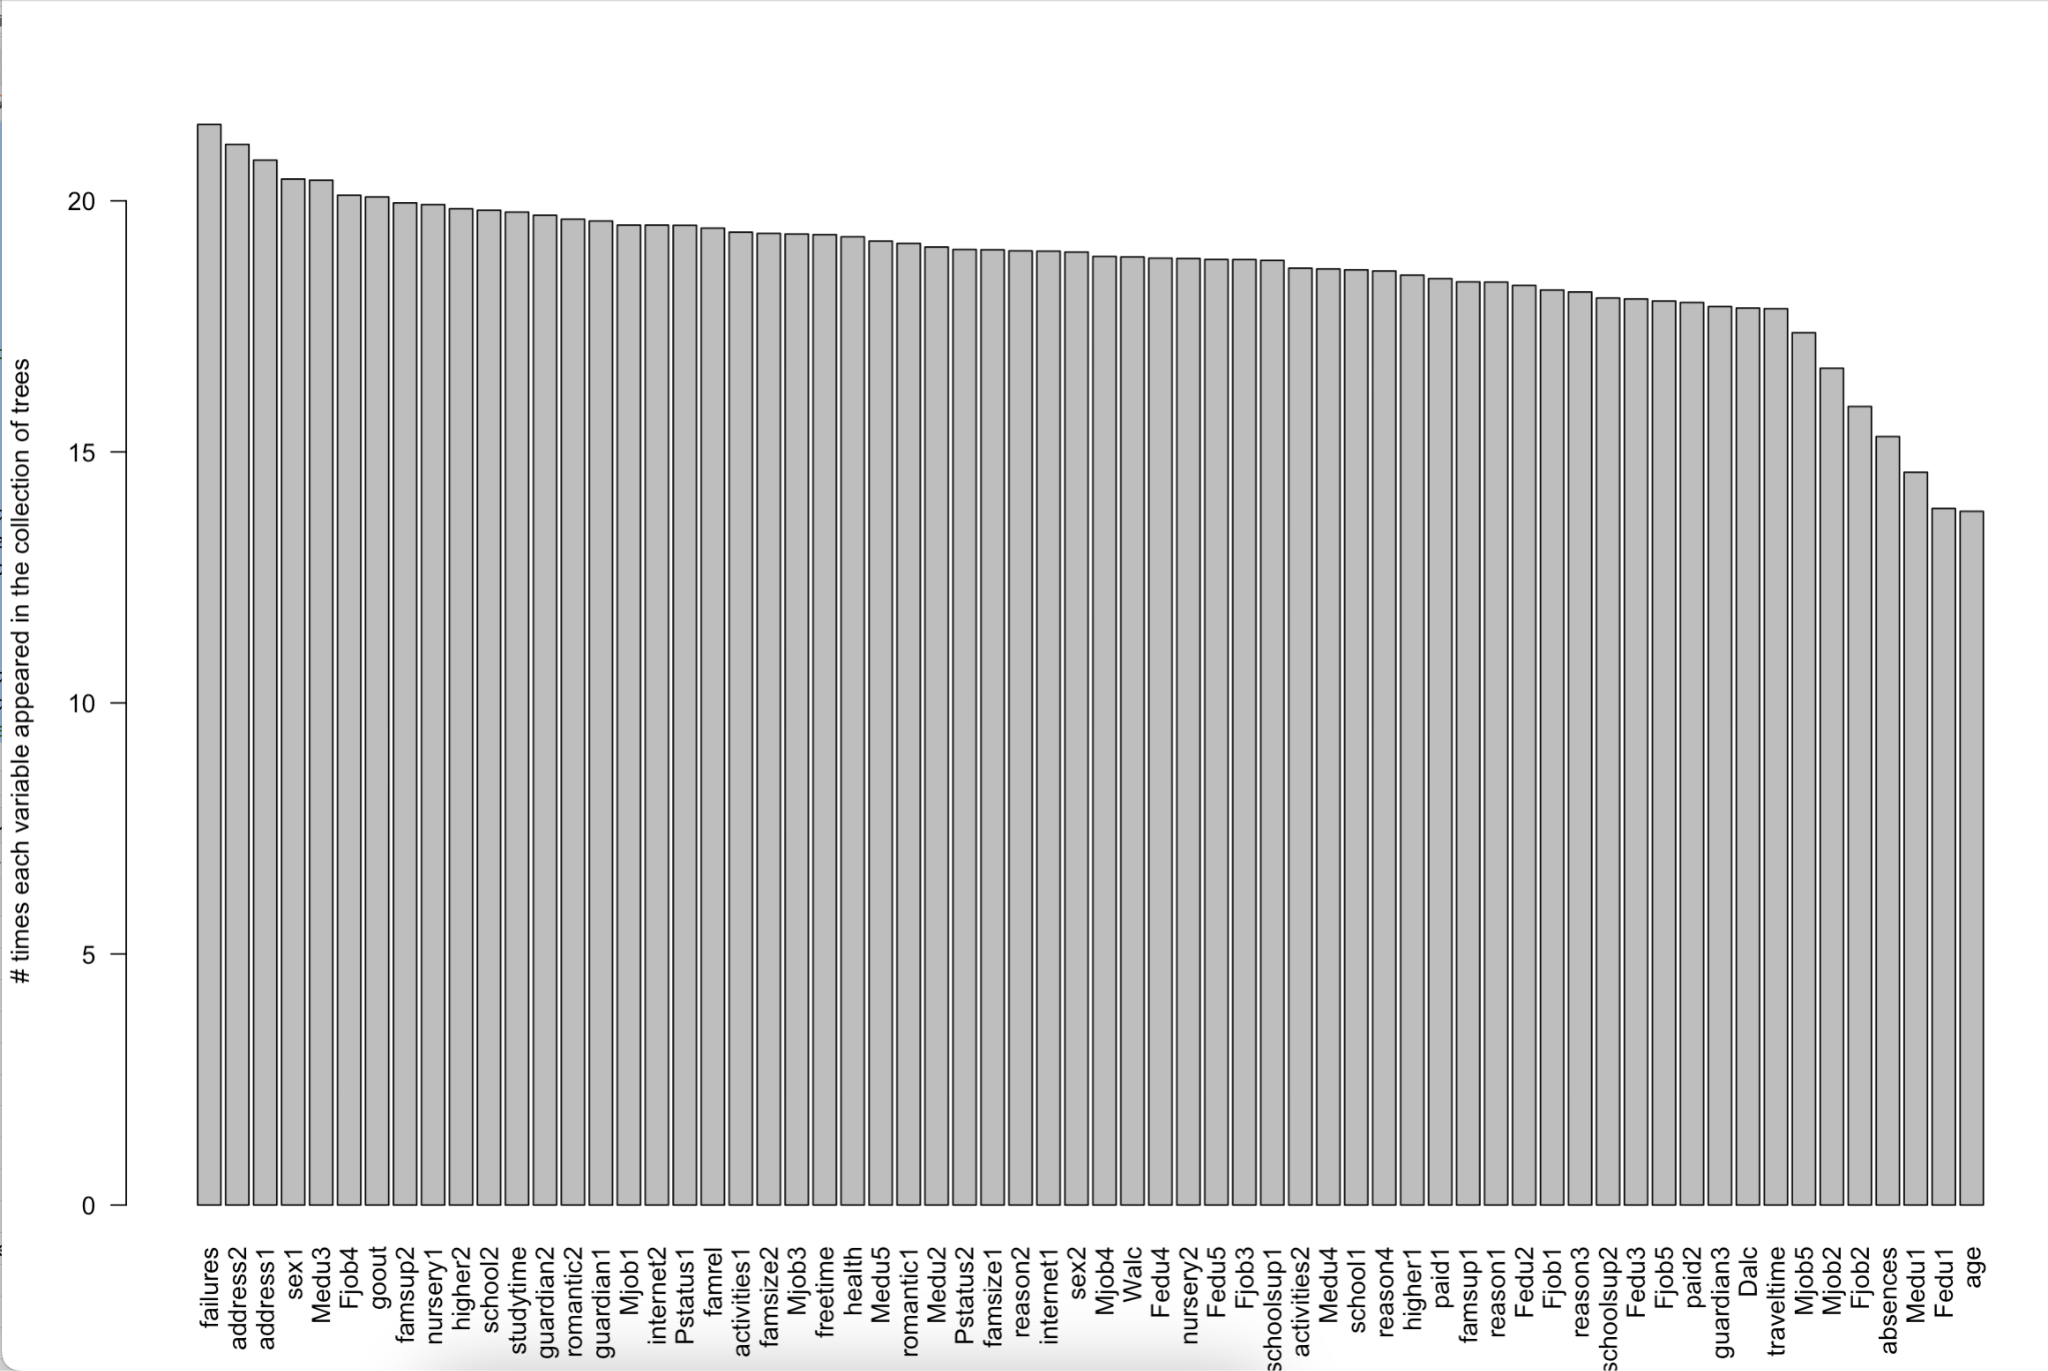 # times each variable appeared in the collection of trees
20
15
10
5
0
failures
address2
address1
sex1
Medu3
Fjob4
goout
famsup2
nursery1
higher2
school2
studytime
guardian2
romantic2
guardian1
Mjob1
internet2
Pstatus1
famrel
activities1
famsize2
Mjob3
freetime
health
Medu5
romantic1
Medu2
Pstatus2
famsize1
reason2
internet1
sex2
Mjob4
Walc
Fedu4
nursery2
Fedu5
Fjob3
schoolsup1
activities2
Medu4
school1
reason4
higher1
paid1
famsup1
reason1
Fedu2
Fjob1
reason3
schoolsup2
Fedu3
Fjob5
paid2
guardian3
Dalc
traveltime
Mjob5
Mjob2
Fjob2
absences
Medu1
Fedu1
age